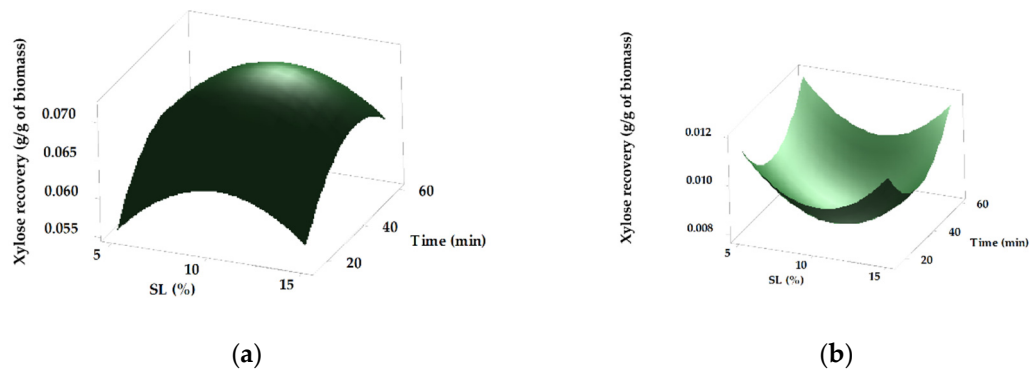 Xylose recovery (g/g of biomass)
0.070
0.065
0.060
0.055
5
10
15
SL (%)
20
40
60
Time (min)
(a)
Xylose recovery (g/g of biomass)
0.012
0.010
0.008
5
10
15
SL (%)
20
40
60
Time (min)
(b)